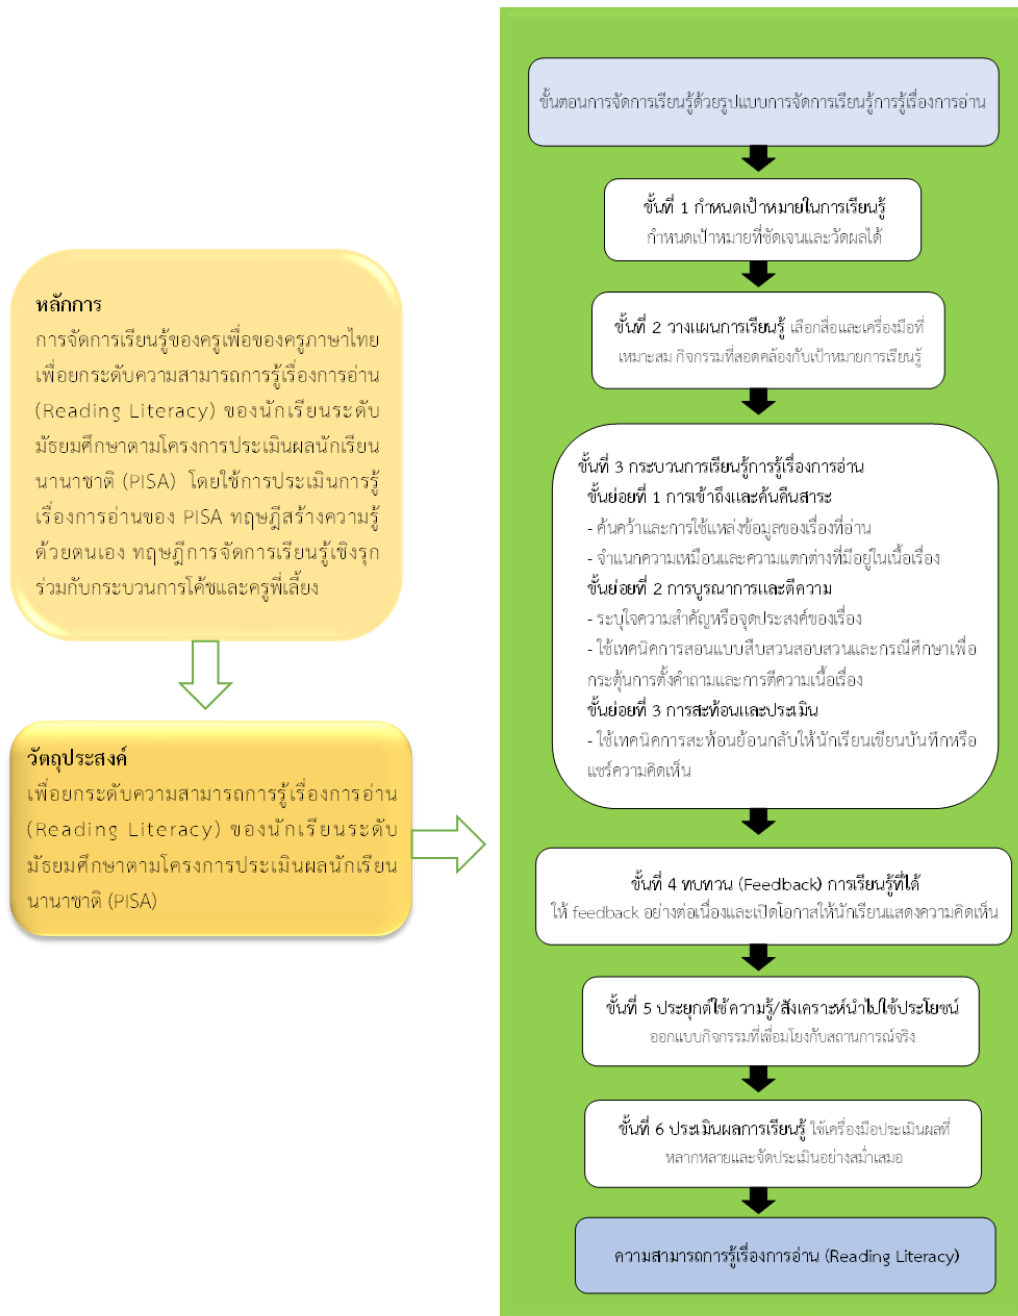 หลักการ
การจัดการเรียนรู้ของครูเพื่อของครูภาษาไทย
เพื่อยกระดับความสามารถการรู้เรื่องการอ่าน
(Reading Literacy) ของนักเรียนระดับ
มัธยมศึกษาตามโครงการประเมินผลนักเรียน
นานาชาติ (PISA) โดยใช้การประเมินการรู้
เรื่องการอ่านของ PISA ทฤษฎีสร้างความรู้
ด้วยตนเอง ทฤษฎีการจัดการเรียนรู้เชิงรุก
ร่วมกับกระบวนการโค้ชและครูพี่เลี้ยง
วัตถุประสงค์
เพื่อยกระดับความสามารถการรู้เรื่องการอ่าน
(Reading Literacy) ของนักเรียนระดับ
มัธยมศึกษาตามโครงการประเมินผลนักเรียน
นานาชาติ (PISA)
ขั้นตอนการจัดการเรียนรู้ด้วยรูปแบบการจัดการเรียนรู้การรู้เรื่องการอ่าน
ขั้นที่ 1 กำหนดเป้าหมายในการเรียนรู้
กำหนดเป้าหมายที่ชัดเจนและวัดผลได้
ขั้นที่ 2 วางแผนการเรียนรู้ เลือกสื่อและเครื่องมือที่
เหมาะสม กิจกรรมที่สอดคล้องกับเป้าหมายการเรียนรู้
ขั้นที่ 3 กระบวนการเรียนรู้การรู้เรื่องการอ่าน
ขั้นย่อยที่ 1 การเข้าถึงและค้นคืนสาระ
- ค้นคว้าและการใช้แหล่งข้อมูลของเรื่องที่อ่าน
- จำแนกความเหมือนและความแตกต่างที่มีอยู่ในเนื้อเรื่อง
ขั้นย่อยที่ 2 การบูรณาการและตีความ
- ระบุใจความสำคัญหรือจุดประสงค์ของเรื่อง
- ใช้เทคนิคการสอนแบบสืบสวนสอบสวนและกรณีศึกษาเพื่อ
กระตุ้นการตั้งคำถามและการตีความเนื้อเรื่อง
ขั้นย่อยที่ 3 การสะท้อนและประเมิน
- ใช้เทคนิคการสะท้อนย้อนกลับให้นักเรียนเขียนบันทึกหรือ
แชร์ความคิดเห็น
ขั้นที่ 4 ทบทวน (Feedback) การเรียนรู้ที่ได้
ให้ feedback อย่างต่อเนื่องและเปิดโอกาสให้นักเรียนแสดงความคิดเห็น
ขั้นที่ 5 ประยุกต์ใช้ความรู้/สังเคราะห์นำไปใช้ประโยชน์
ออกแบบกิจกรรมที่เชื่อมโยงกับสถานการณ์จริง
ขั้นที่ 6 ประเมินผลการเรียนรู้ ใช้เครื่องมือประเมินผลที่
หลากหลายและจัดประเมินอย่างสม่ำเสมอ
ความสามารถการรู้เรื่องการอ่าน (Reading Literacy)